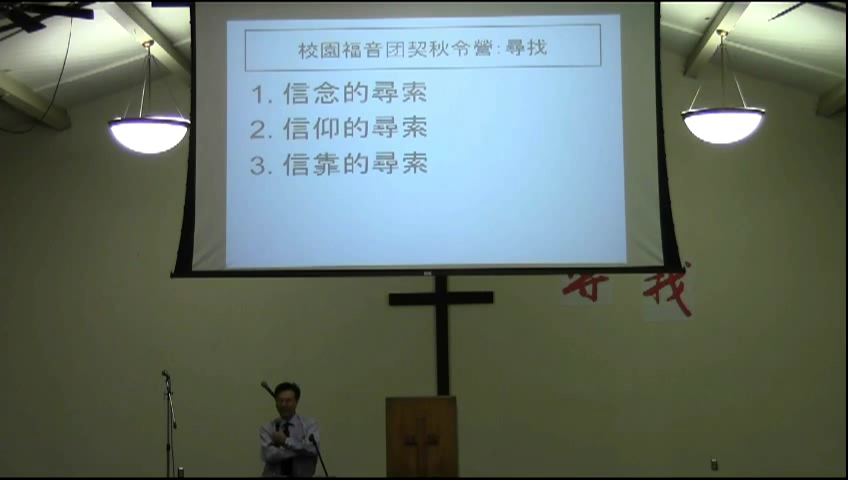 校園福音団契秋令營:尋找
1. 信念的尋索
2. 信仰的尋索
3. 信靠的尋索
尋找